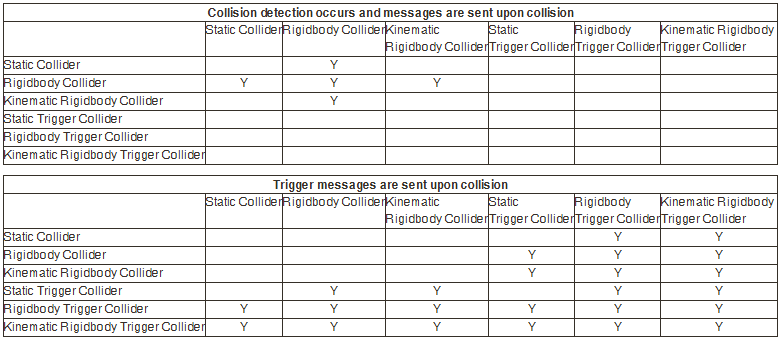 Collision detection occurs and messages are sent upon collision
Static Collider Rigidbody Collider Kinematic Rigidbody Collider Static Trigger Collider Rigidbody Trigger Collider Kinematic Rigidbody Trigger Collider
Static Collider Y
Rigidbody Collider Y Y Y
Kinematic Rigidbody Collider Y
Static Trigger Collider
Rigidbody Trigger Collider
Kinematic Rigidbody Trigger Collider
Trigger messages are sent upon collision
Static Collider Rigidbody Collider Kinematic Rigidbody Collider Static Trigger Collider Rigidbody Trigger Collider Kinematic Rigidbody Trigger Collider
Static Collider Y Y
Rigidbody Collider Y Y Y
Kinematic Rigidbody Collider Y Y Y
Static Trigger Collider Y Y Y Y
Rigidbody Trigger Collider Y Y Y Y Y Y
Kinematic Rigidbody Trigger Collider Y Y Y Y Y Y